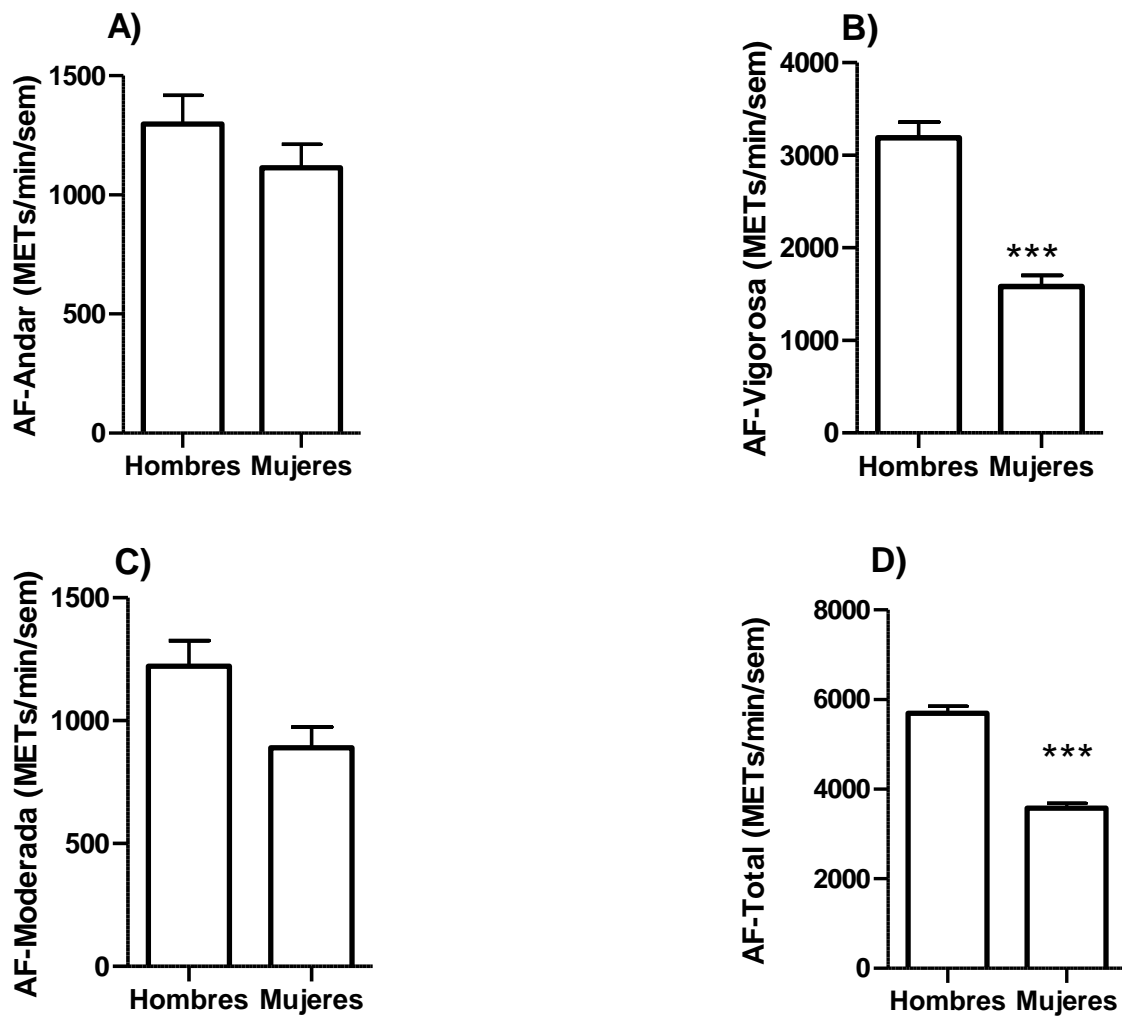 A)
AF-Andar (METs/min/sem)
1500
1000
500
0
Hombres Mujeres
B)
AF-Vigorosa (METs/min/sem)
4000
3000
2000
1000
0
***
Hombres Mujeres
C)
AF-Moderada (METs/min/sem)
1500
1000
500
0
Hombres Mujeres
D)
AF-Total (METs/min/sem)
8000
6000
4000
2000
0
***
Hombres Mujeres